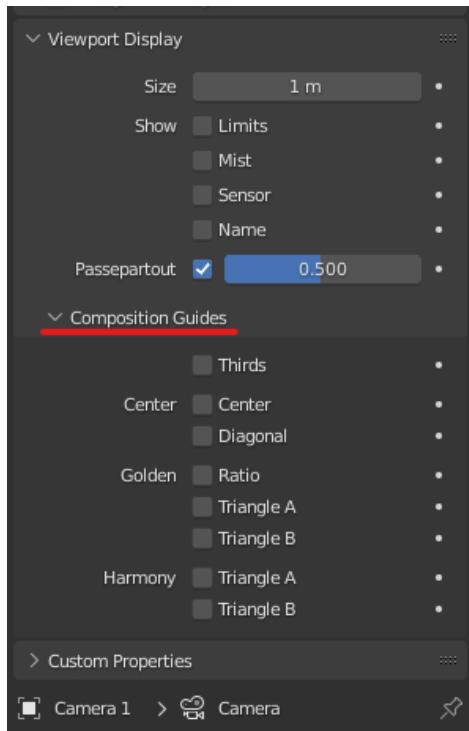 Viewport Display
Size 1 m
Show Limits
Mist
Sensor
Name
Passepartout 0.500
Composition Guides
Thirds
Center Center
Diagonal
Golden Ratio
Triangle A
Triangle B
Harmony Triangle A
Triangle B
Custom Properties
Camera 1 > Camera